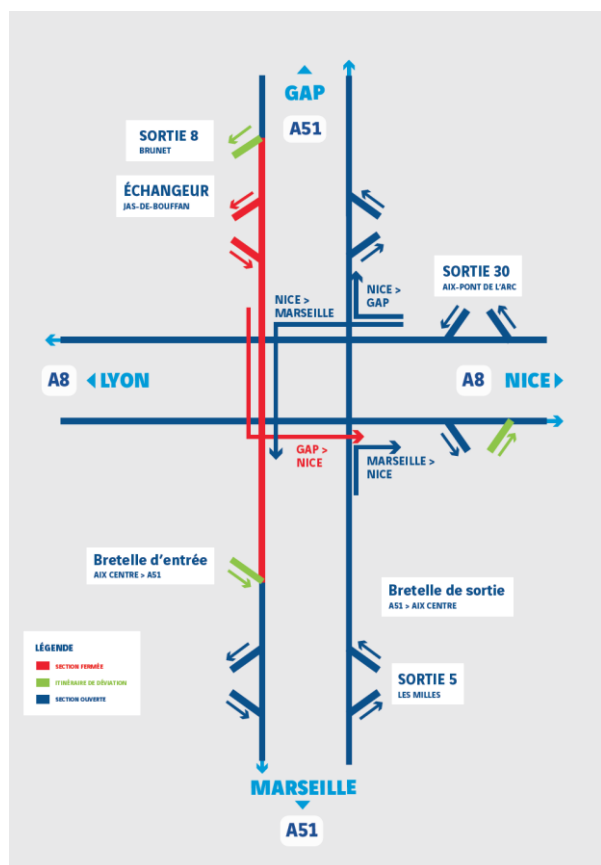 GAP
A51
SORTIE 8
BRUNET
ÉCHANGEUR
JAS-DE-BOUFFAN
SORTIE 30
AIX-PONT DE L'ARC
NICE >
GAP
NICE >
MARSEILLE
A8
LYON
A8
NICE
GAP >
NICE
MARSEILLE >
NICE
Bretelle d'entrée
AIX CENTRE > A51
Bretelle de sortie
A51 > AIX CENTRE
LÉGENDE
SECTION FERMÉE
ITINÉRAIRE DE DÉVIATION
SECTION OUVERTE
SORTIE 5
LES MILLES
MARSEILLE
A51